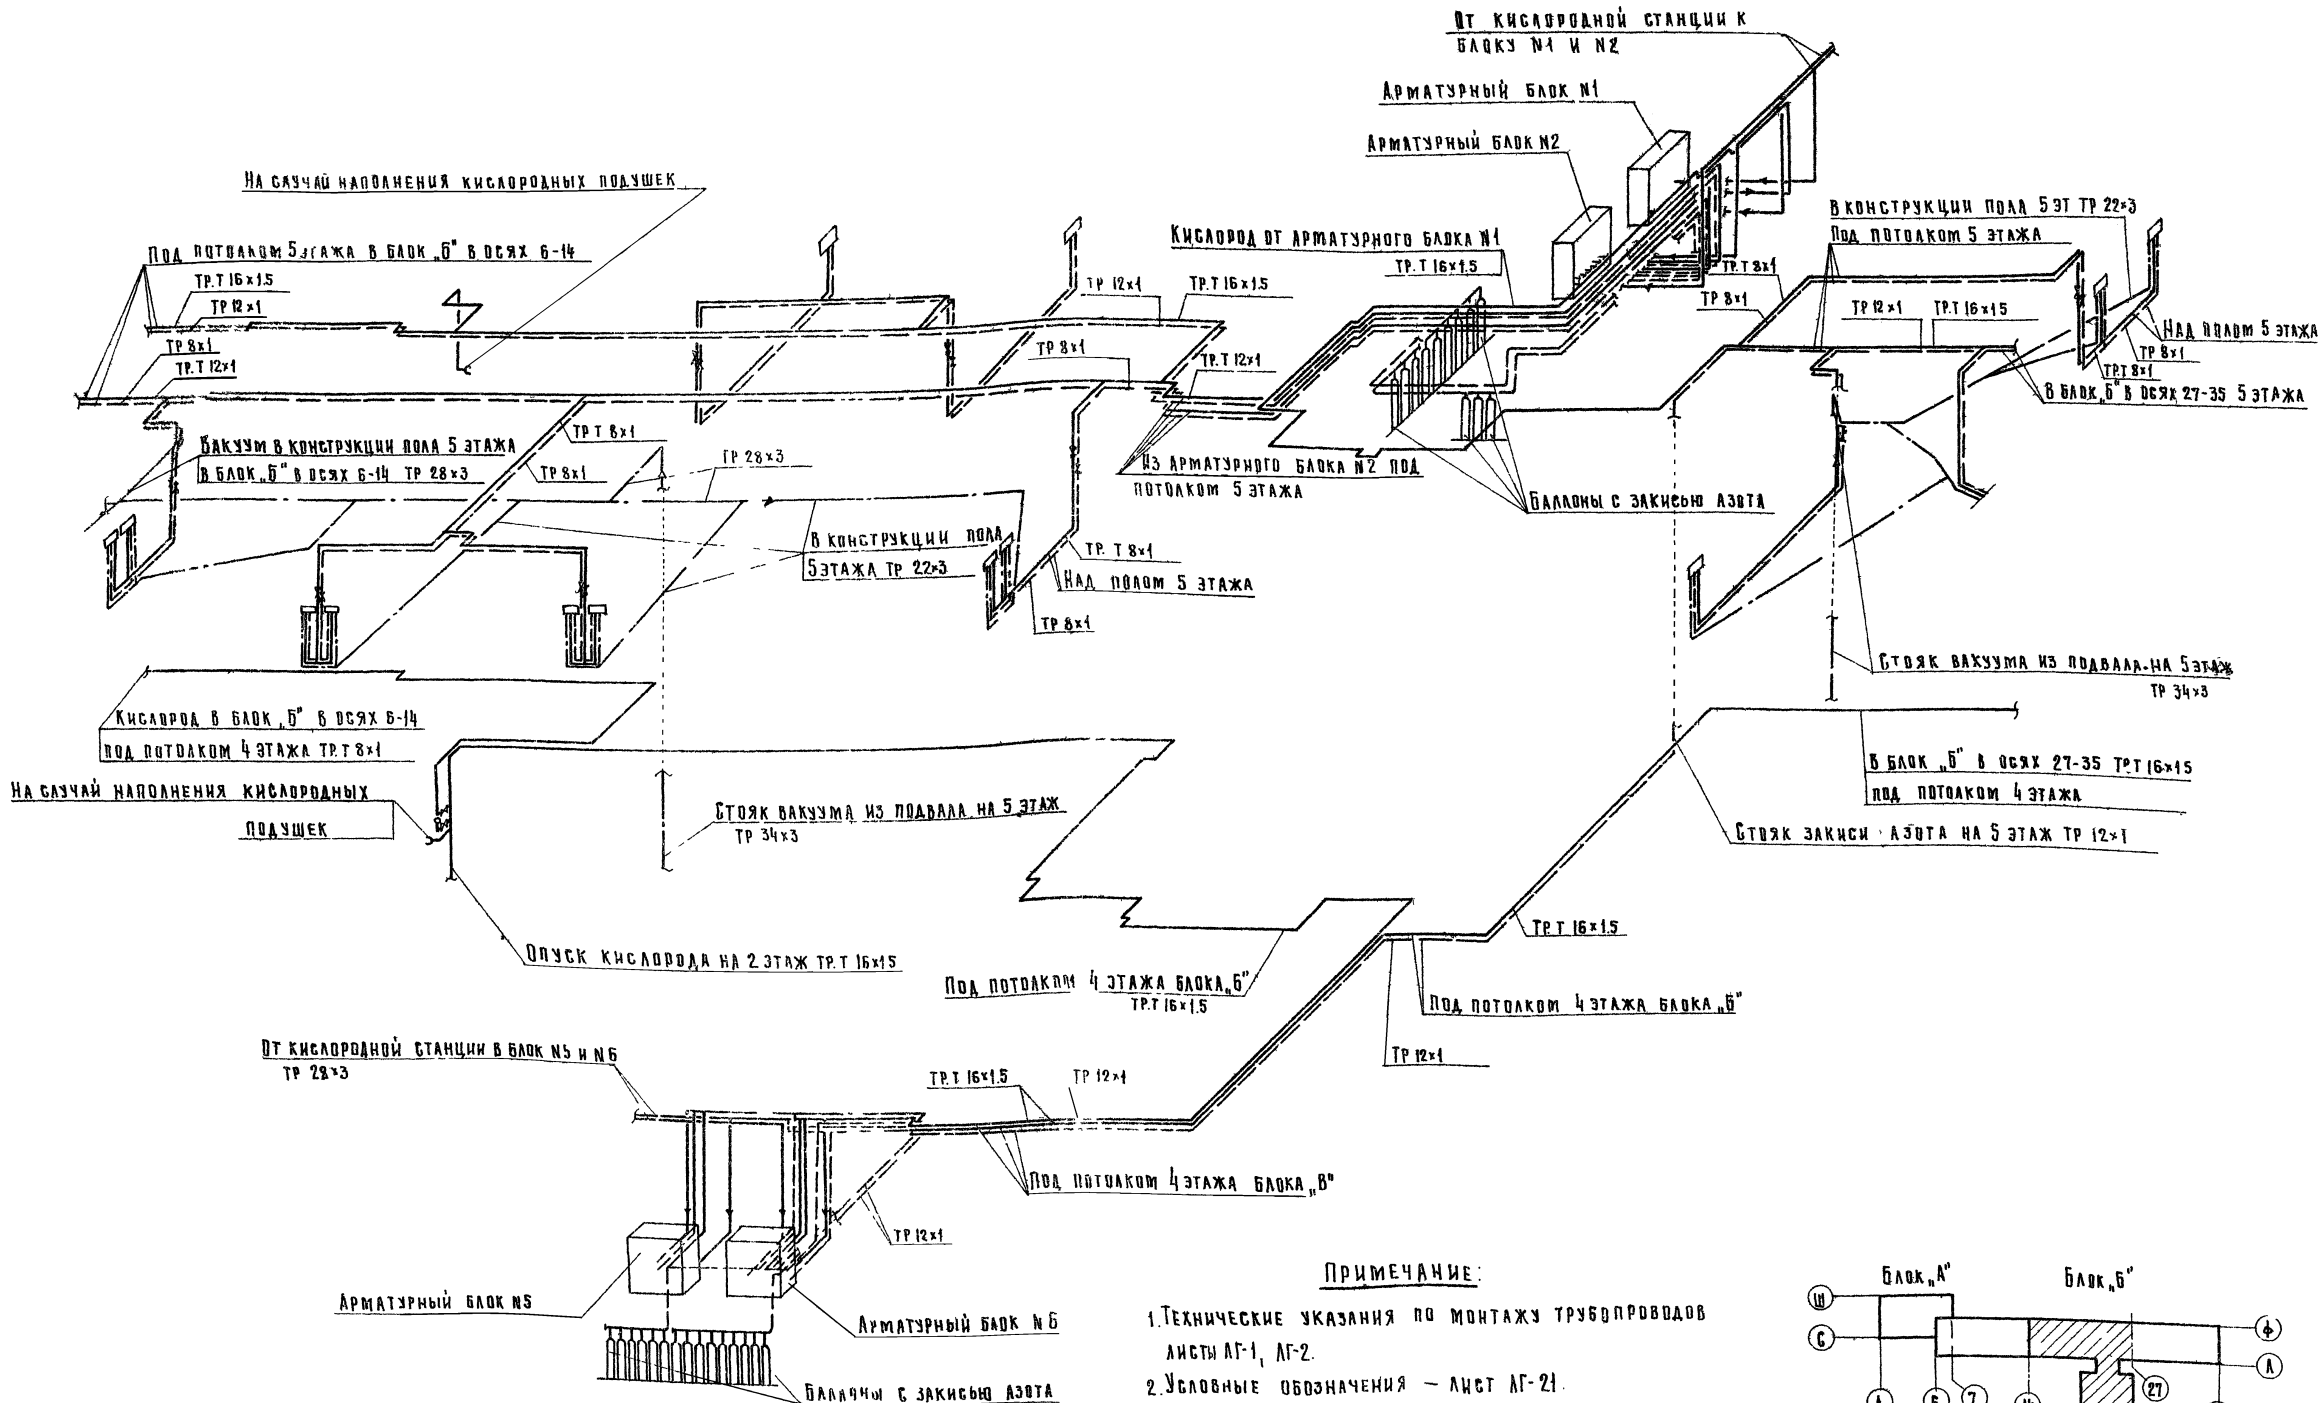 От кислородной станции к
блоку N1 и N2
Арматурный блок N1
Арматурный блок N2
На случай наполнения кислородных подушек
Под потолком 5 этажа в блок „Б" в осях 6-14
ТР.Т 16×1.5
ТР 12×1
ТР 8×1
ТР.Т 12×1
Кислород от арматурного блока N1
ТР.Т 16×1.5
ТР 12×1
ТР.Т 16×1.5
ТР 8×1
ТР.Т 12×1
В конструкции пола 5 эт ТР 22×3
Под потолком 5 этажа
ТР.Т 8×1
ТР 8×1
ТР 12×1
ТР.Т 16×1.5
Над полом 5 этажа
ТР 8×1
ТР.Т 8×1
В блок „Б" в осях 27-35 5 этажа
Вакуум в конструкции пола 5 этажа
в блок „Б" в осях 6-14 ТР 28×3
ТР.Т 8×1
ТР 8×1
ТР 28×3
Из арматурного блока N2 под
потолком 5 этажа
Баллоны с закисью азота
В конструкции пола
5 этажа ТР 22×3
ТР.Т 8×1
Над полом 5 этажа
ТР 8×1
Стояк вакуума из подвала на 5 этаж
ТР 34×3
Кислород в блок „Б" в осях 6-14
под потолком 4 этажа ТР.Т 8×1
На случай наполнения кислородных
подушек
Стояк вакуума из подвала на 5 этаж
ТР 34×3
В блок „Б" в осях 27-35 ТР.Т 16×1.5
под потолком 4 этажа
Стояк закиси азота на 5 этаж ТР 12×1
Опуск кислорода на 2 этаж ТР.Т 16×1.5
ТР.Т 16×1.5
Под потолком 4 этажа блока „Б"
ТР.Т 16×1.5
Под потолком 4 этажа блока „Б"
ТР 12×1
От кислородной станции в блок N5 и N6
ТР 28×3
ТР.Т 16×1.5
ТР 12×1
Под потолком 4 этажа блока „В"
ТР 12×1
Арматурный блок N5
Арматурный блок N6
Баллоны с закисью азота
Примечание:
1. Технические указания по монтажу трубопроводов
листы ЛГ-1, ЛГ-2.
2. Условные обозначения — лист ЛГ-21.
Блок „А"
Блок „Б"
Ш
С
Ф
Л
27
7